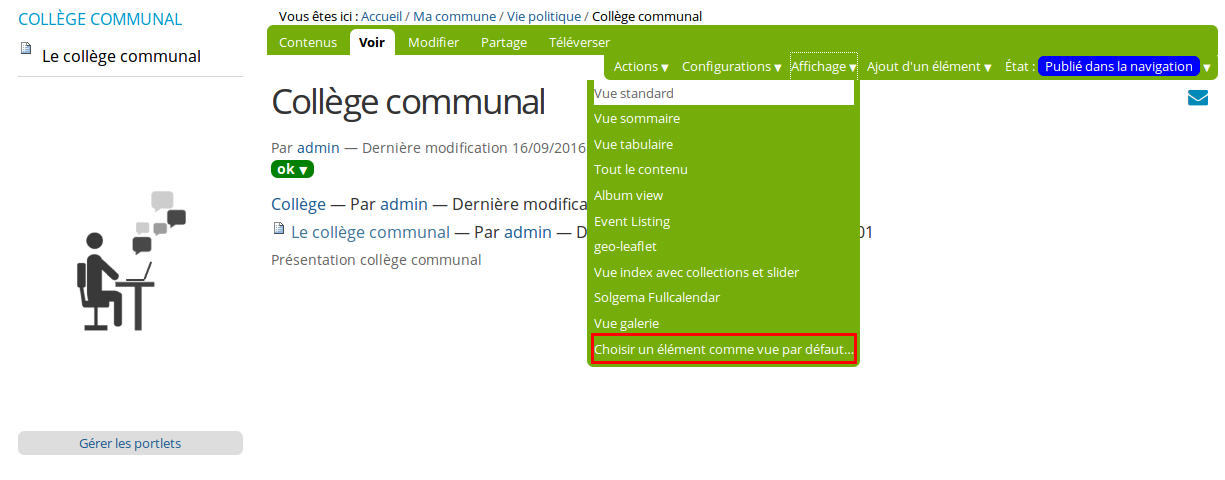 COLLÈGE COMMUNAL
Le collège communal
Gérer les portlets
Vous êtes ici : Accueil / Ma commune / Vie politique / Collège communal
Contenus Voir Modifier Partage Téléverser
Actions ▾ Configurations ▾ Affichage ▾ Ajout d'un élément ▾ État : Publié dans la navigation ▾
Vue standard
Vue sommaire
Vue tabulaire
Tout le contenu
Album view
Event Listing
geo-leaflet
Vue index avec collections et slider
Solgema Fullcalendar
Vue galerie
Choisir un élément comme vue par défaut...
Collège communal
Par admin — Dernière modification 16/09/2016
ok ▾
Collège — Par admin — Dernière modifica
Le collège communal — Par admin — D 01
Présentation collège communal